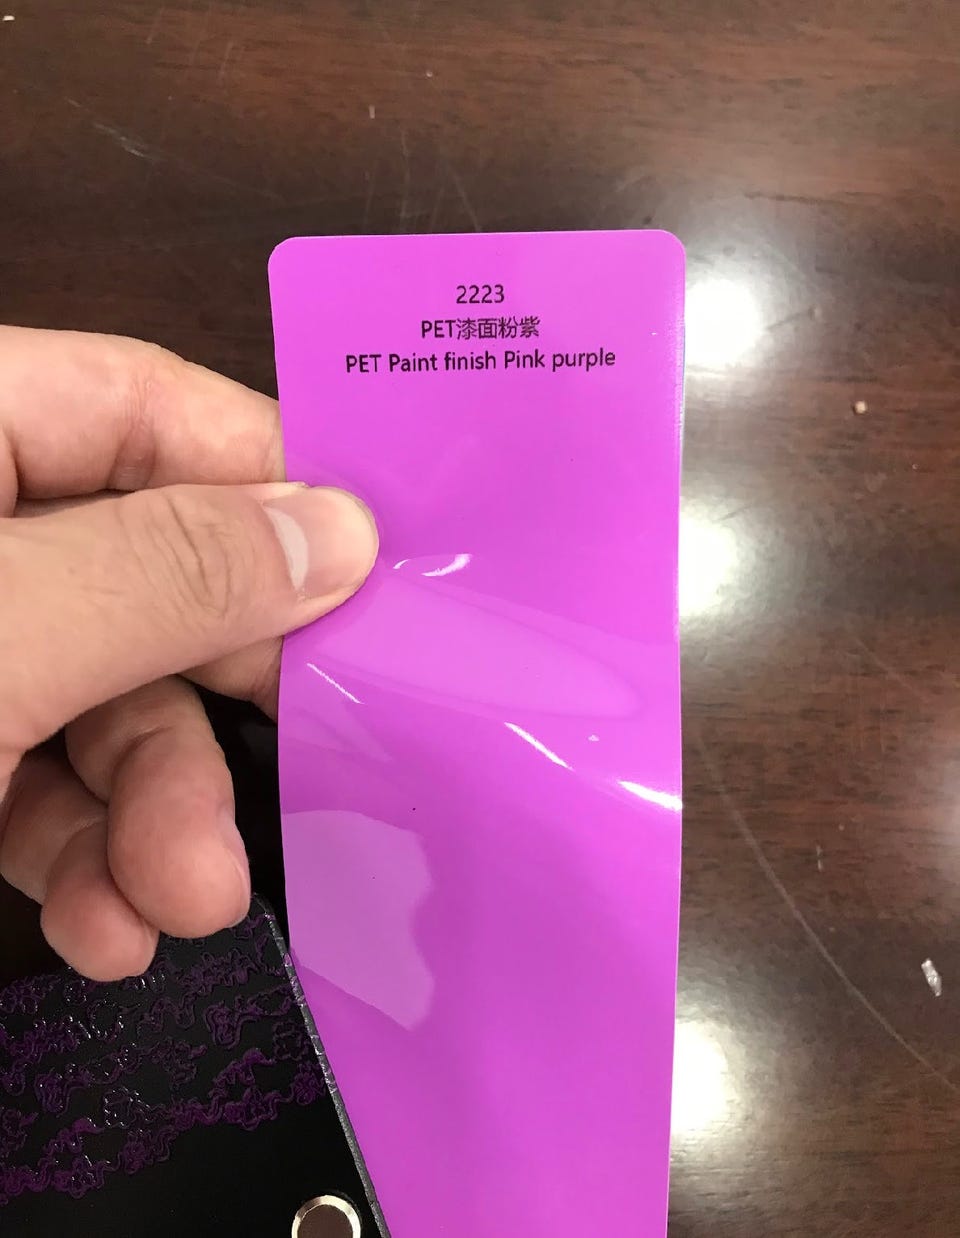 2223
PET漆面粉紫
PET Paint finish Pink purple